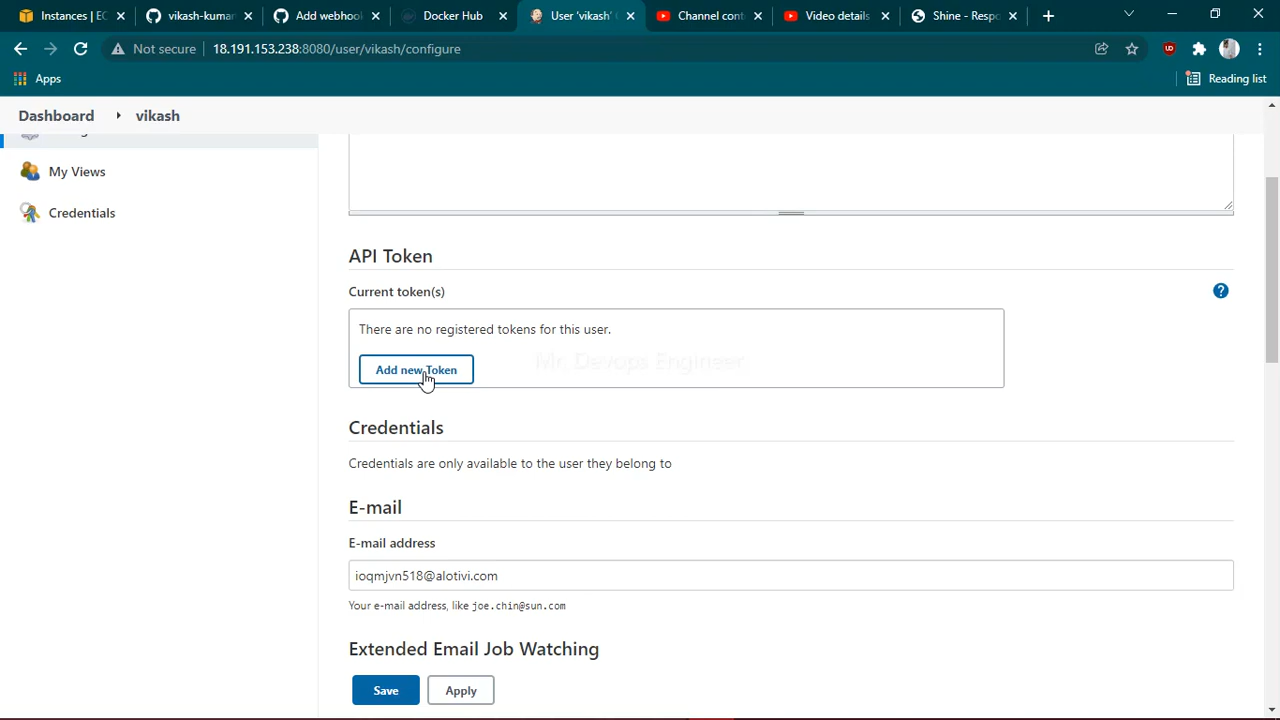 Instances | EC
vikash-kumar
Add webhook
Docker Hub
User 'vikash'
Channel cont
Video details
Shine - Respo
Not secure
18.191.153.238:8080/user/vikash/configure
Apps
Reading list
Dashboard
vikash
My Views
Credentials
API Token
Current token(s)
?
There are no registered tokens for this user.
Mr. Devops Engineer
Add new Token
Credentials
Credentials are only available to the user they belong to
E-mail
E-mail address
ioqmjvn518@alotivi.com
Your e-mail address, like joe.chin@sun.com
Extended Email Job Watching
Save
Apply